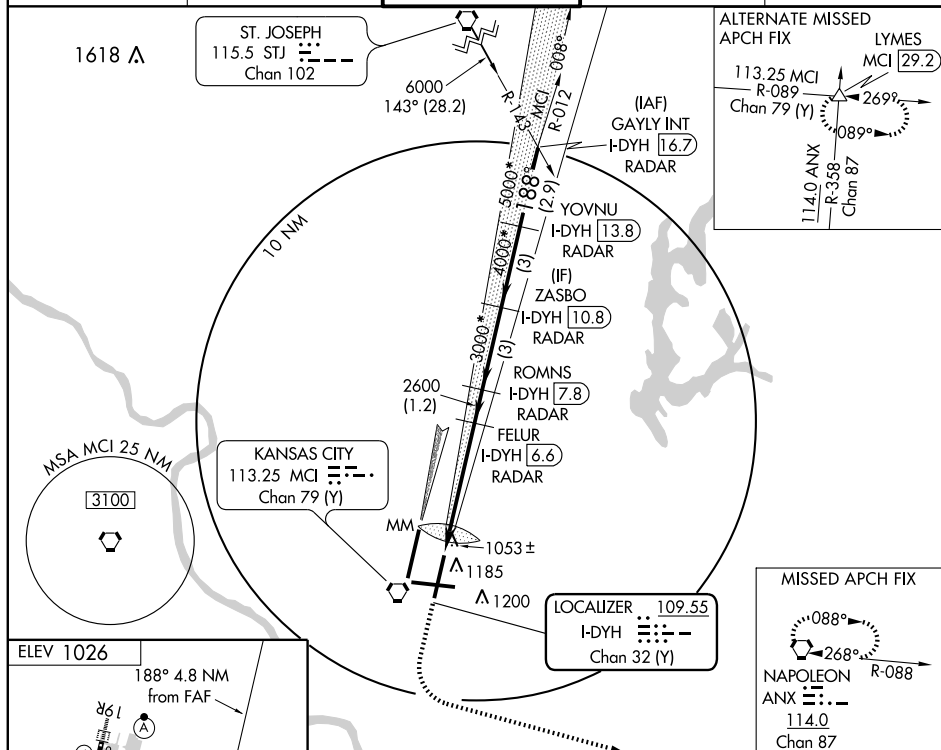 1618
ST. JOSEPH
115.5 STJ
Chan 102
6000
143° (28.2)
R-143
MCI
R-012
008°
(IAF)
GAYLY INT
I-DYH 16.7
RADAR
5000*
188°
(2.9)
YOVNU
I-DYH 13.8
RADAR
4000*
(3)
(IF)
ZASBO
I-DYH 10.8
RADAR
3000*
(3)
ROMNS
I-DYH 7.8
RADAR
2600
(1.2)
FELUR
I-DYH 6.6
RADAR
10 NM
ALTERNATE MISSED
APCH FIX
LYMES
MCI 29.2
113.25 MCI
R-089
Chan 79 (Y)
269°
089°
114.0 ANX
R-358
Chan 87
MSA MCI 25 NM
3100
KANSAS CITY
113.25 MCI
Chan 79 (Y)
MM
1053 ±
1185
1200
LOCALIZER 109.55
I-DYH
Chan 32 (Y)
MISSED APCH FIX
088°
268°
R-088
NAPOLEON
ANX
114.0
Chan 87
ELEV 1026
188° 4.8 NM
from FAF
19R
A